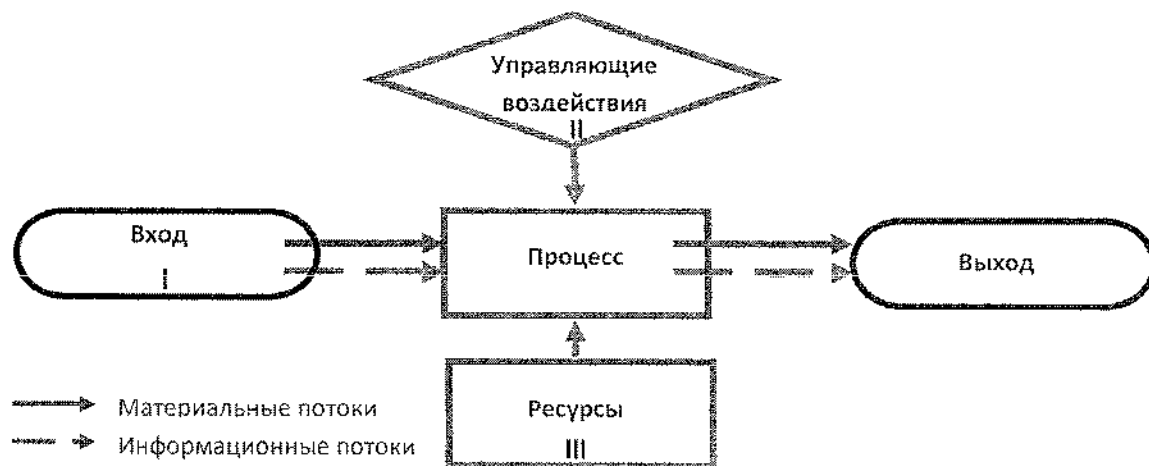 Управляющие
воздействия
II
Вход
I
Процесс
Выход
Ресурсы
III
Материальные потоки
Информационные потоки